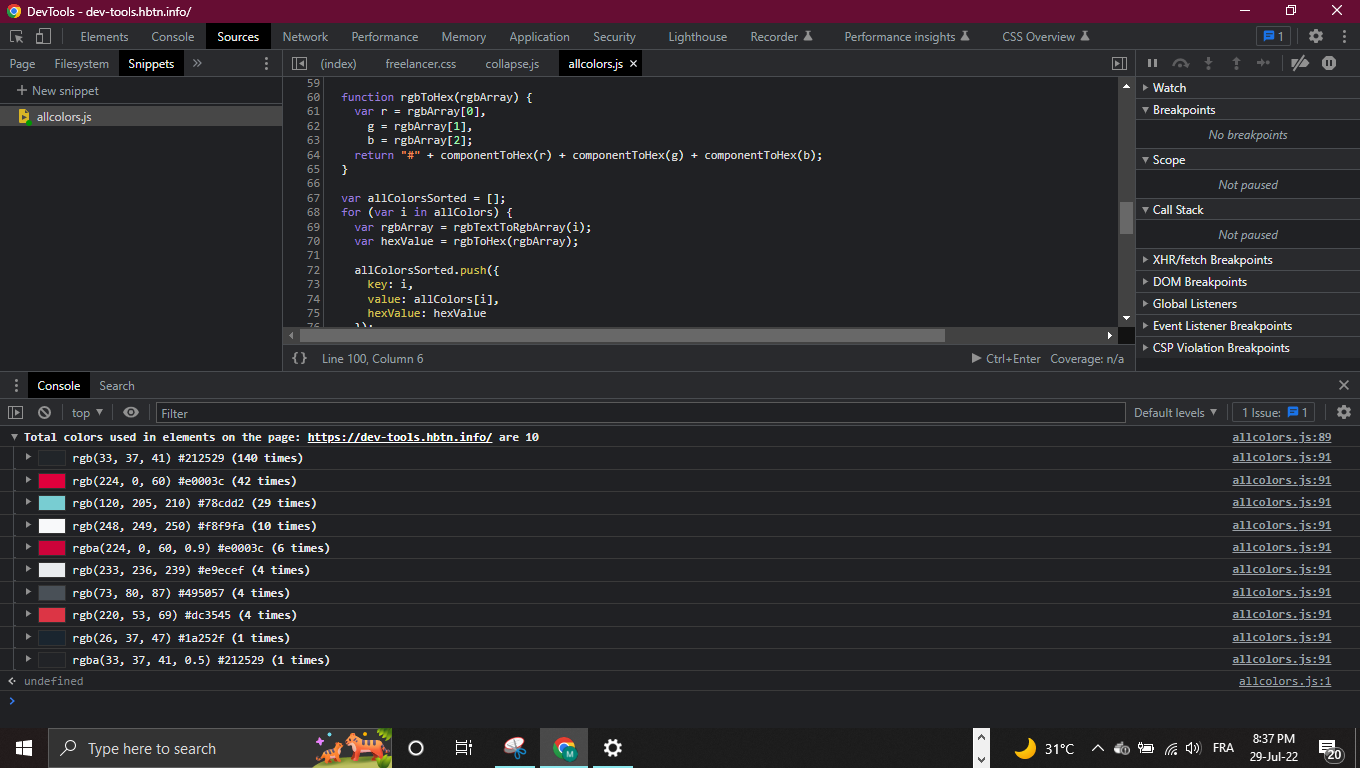 DevTools - dev-tools.hbtn.info/
Elements Console Sources Network Performance Memory Application Security Lighthouse Recorder Performance insights CSS Overview 1
Page Filesystem Snippets » (index) freelancer.css collapse.js allcolors.js ×
+ New snippet
allcolors.js
59
60 function rgbToHex(rgbArray) {
61 var r = rgbArray[0],
62 g = rgbArray[1],
63 b = rgbArray[2];
64 return "#" + componentToHex(r) + componentToHex(g) + componentToHex(b);
65 }
66
67 var allColorsSorted = [];
68 for (var i in allColors) {
69 var rgbArray = rgbTextToRgbArray(i);
70 var hexValue = rgbToHex(rgbArray);
71
72 allColorsSorted.push({
73 key: i,
74 value: allColors[i],
75 hexValue: hexValue
76 });
{} Line 100, Column 6 Ctrl+Enter Coverage: n/a
Watch
Breakpoints
No breakpoints
Scope
Not paused
Call Stack
Not paused
XHR/fetch Breakpoints
DOM Breakpoints
Global Listeners
Event Listener Breakpoints
CSP Violation Breakpoints
Console Search
top Filter Default levels 1 Issue: 1
Total colors used in elements on the page: https://dev-tools.hbtn.info/ are 10 allcolors.js:89
rgb(33, 37, 41) #212529 (140 times) allcolors.js:91
rgb(224, 0, 60) #e0003c (42 times) allcolors.js:91
rgb(120, 205, 210) #78cdd2 (29 times) allcolors.js:91
rgb(248, 249, 250) #f8f9fa (10 times) allcolors.js:91
rgba(224, 0, 60, 0.9) #e0003c (6 times) allcolors.js:91
rgb(233, 236, 239) #e9ecef (4 times) allcolors.js:91
rgb(73, 80, 87) #495057 (4 times) allcolors.js:91
rgb(220, 53, 69) #dc3545 (4 times) allcolors.js:91
rgb(26, 37, 47) #1a252f (1 times) allcolors.js:91
rgba(33, 37, 41, 0.5) #212529 (1 times) allcolors.js:91
undefined allcolors.js:1
Type here to search M 31°C FRA 8:37 PM
29-Jul-22 20